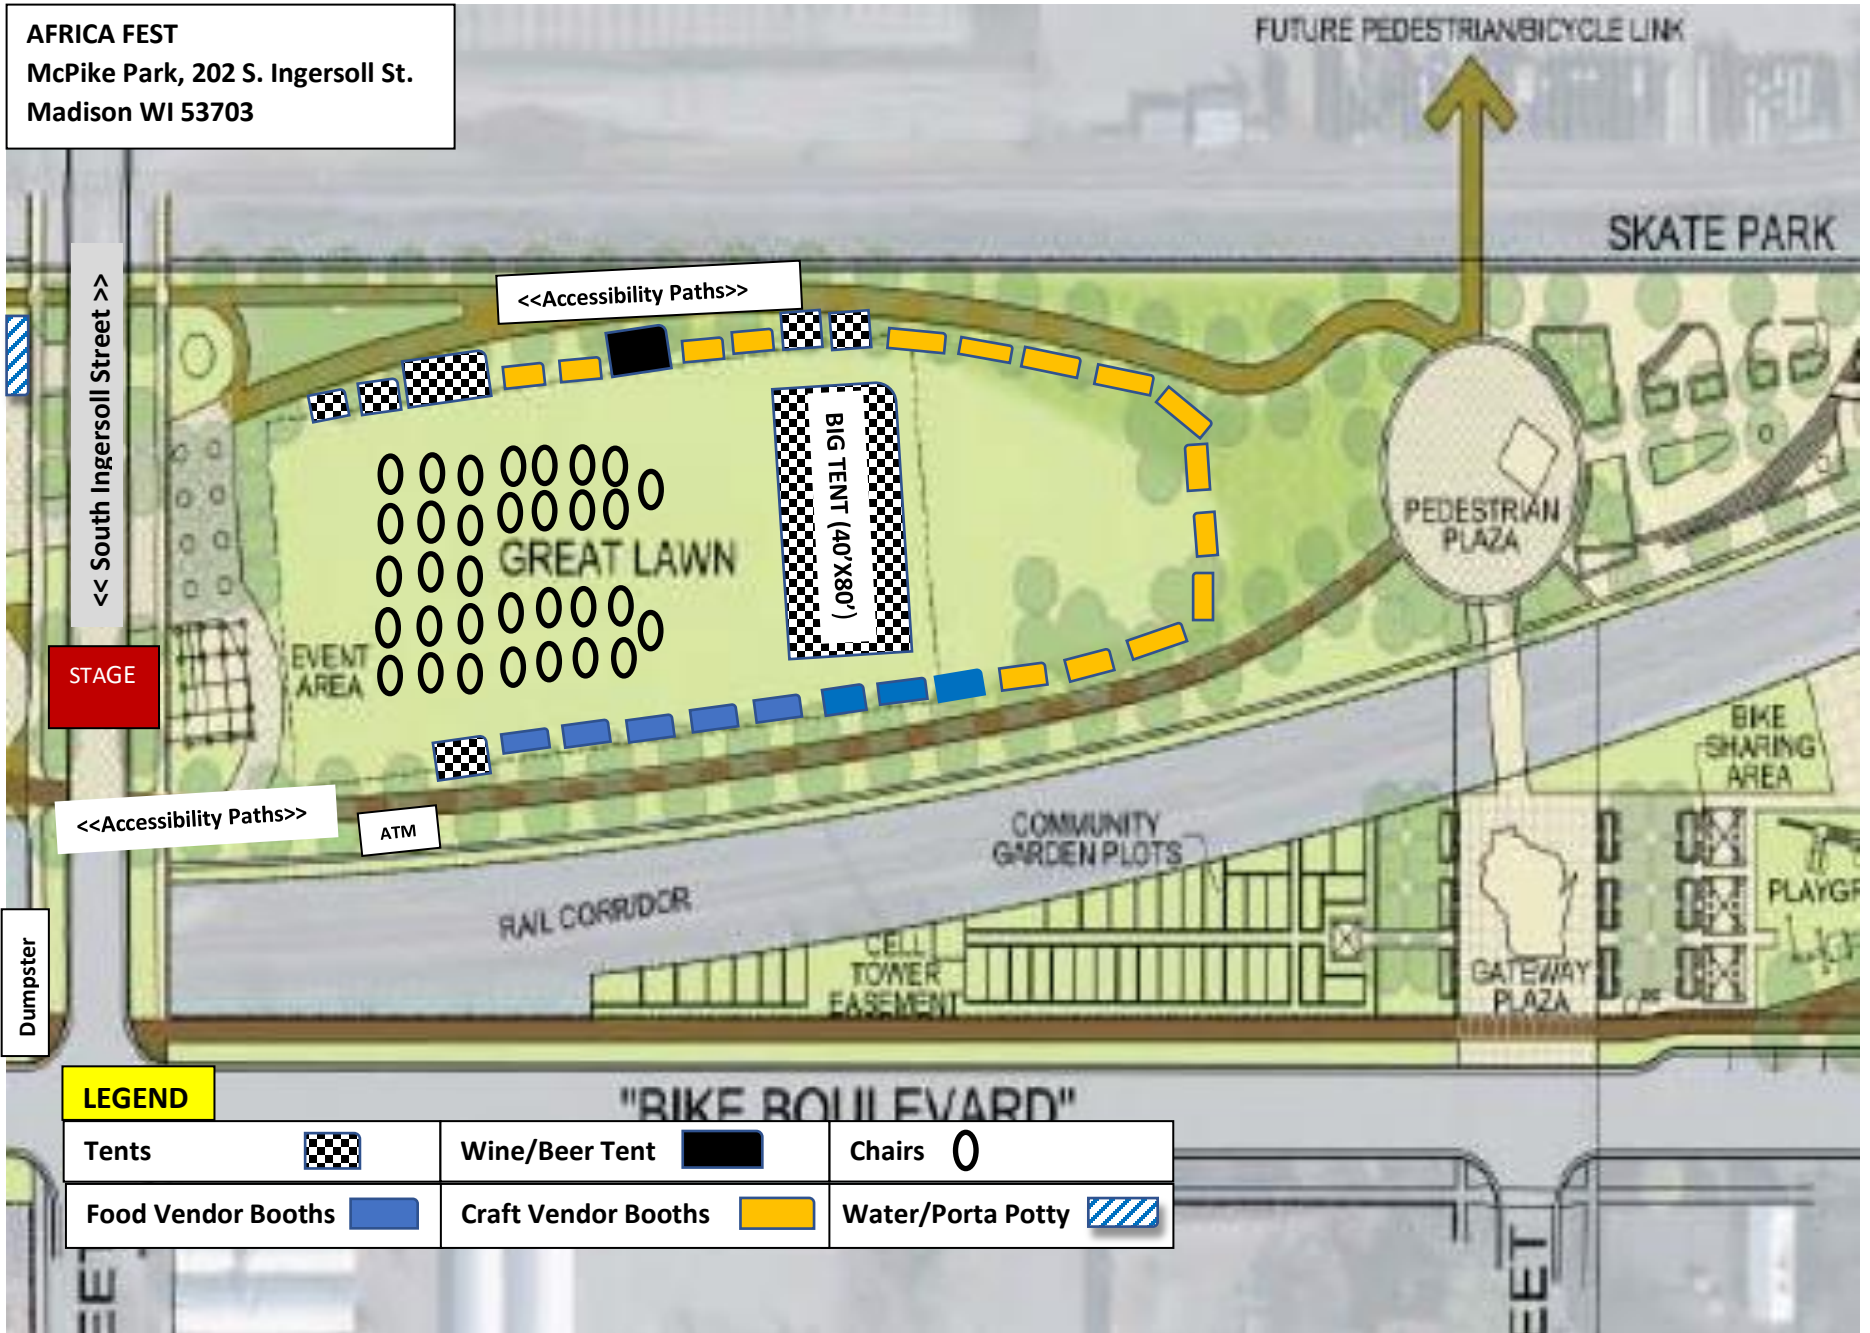 AFRICA FEST
McPike Park, 202 S. Ingersoll St.
Madison WI 53703
FUTURE PEDESTRIAN/BICYCLE LINK
SKATE PARK
<<Accessibility Paths>>
<< South Ingersoll Street >>
BIG TENT (40'X80')
PEDESTRIAN
PLAZA
GREAT LAWN
EVENT
AREA
STAGE
BIKE
SHARING
AREA
<<Accessibility Paths>>
ATM
COMMUNITY
GARDEN PLOTS
RAIL CORRIDOR
CELL
TOWER
EASEMENT
GATEWAY
PLAZA
PLAYGR
Dumpster
"BIKE BOULEVARD"
LEGEND
Tents
Wine/Beer Tent
Chairs
Food Vendor Booths
Craft Vendor Booths
Water/Porta Potty
EET
EET